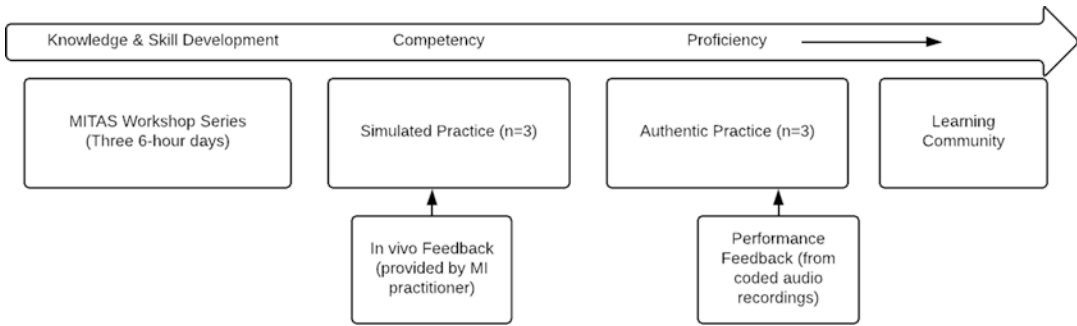 Knowledge & Skill Development
Competency
Proficiency
MITAS Workshop Series
(Three 6-hour days)
Simulated Practice (n=3)
Authentic Practice (n=3)
Learning
Community
In vivo Feedback
(provided by MI
practitioner)
Performance
Feedback (from
coded audio
recordings)